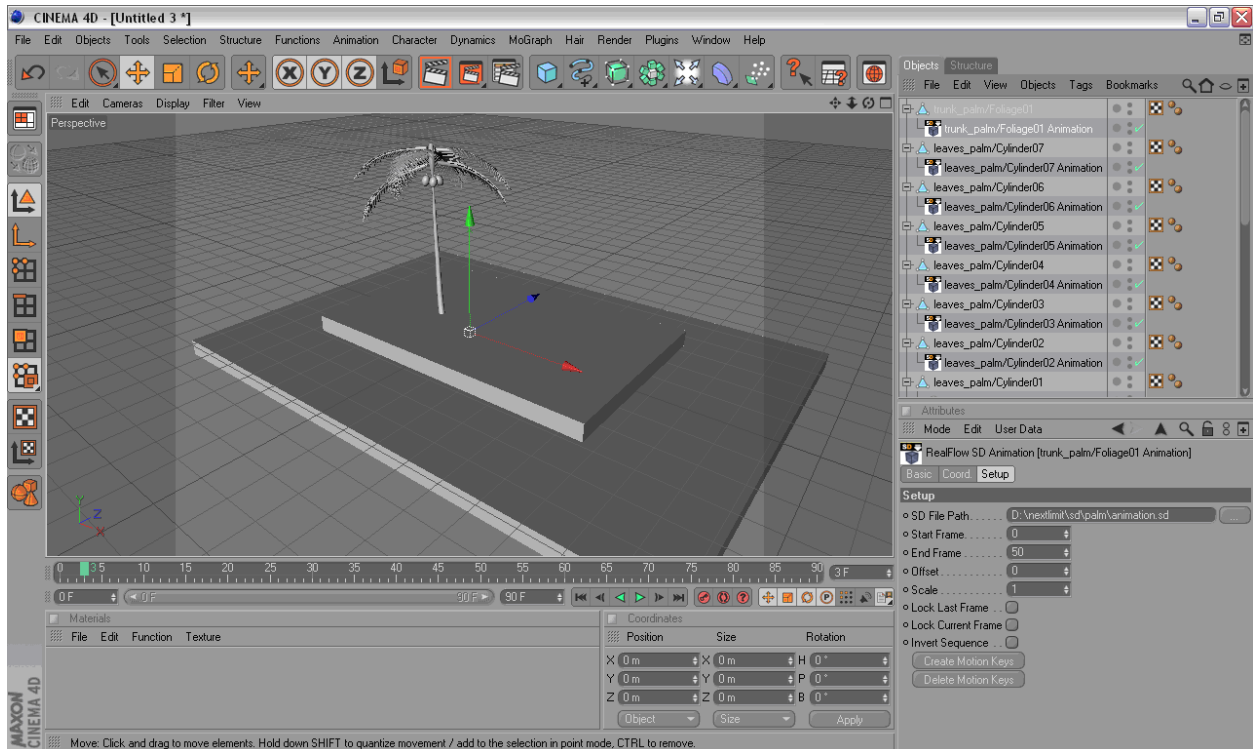 CINEMA 4D - [Untitled 3 *]
File Edit Objects Tools Selection Structure Functions Animation Character Dynamics MoGraph Hair Render Plugins Window Help
Edit Cameras Display Filter View
Perspective
Y
Z
X
0 3 5 10 15 20 25 30 35 40 45 50 55 60 65 70 75 80 85 90 3 F
0 F 0 F 90 F 90 F
Materials
File Edit Function Texture
Coordinates
Position Size Rotation
X 0 m X 0 m H 0 °
Y 0 m Y 0 m P 0 °
Z 0 m Z 0 m B 0 °
Object Size Apply
MAXON
CINEMA 4D
Move: Click and drag to move elements. Hold down SHIFT to quantize movement / add to the selection in point mode, CTRL to remove.
Objects Structure
File Edit View Objects Tags Bookmarks
trunk_palm/Foliage01
trunk_palm/Foliage01 Animation
leaves_palm/Cylinder07
leaves_palm/Cylinder07 Animation
leaves_palm/Cylinder06
leaves_palm/Cylinder06 Animation
leaves_palm/Cylinder05
leaves_palm/Cylinder05 Animation
leaves_palm/Cylinder04
leaves_palm/Cylinder04 Animation
leaves_palm/Cylinder03
leaves_palm/Cylinder03 Animation
leaves_palm/Cylinder02
leaves_palm/Cylinder02 Animation
leaves_palm/Cylinder01
Attributes
Mode Edit User Data
RealFlow SD Animation [trunk_palm/Foliage01 Animation]
Basic Coord. Setup
Setup
SD File Path. . . . . . D:\nextlimit\sd\palm\animation.sd ...
Start Frame. . . . . . . 0
End Frame . . . . . . . 50
Offset . . . . . . . . . . . 0
Scale . . . . . . . . . . . 1
Lock Last Frame . .
Lock Current Frame
Invert Sequence . .
Create Motion Keys
Delete Motion Keys